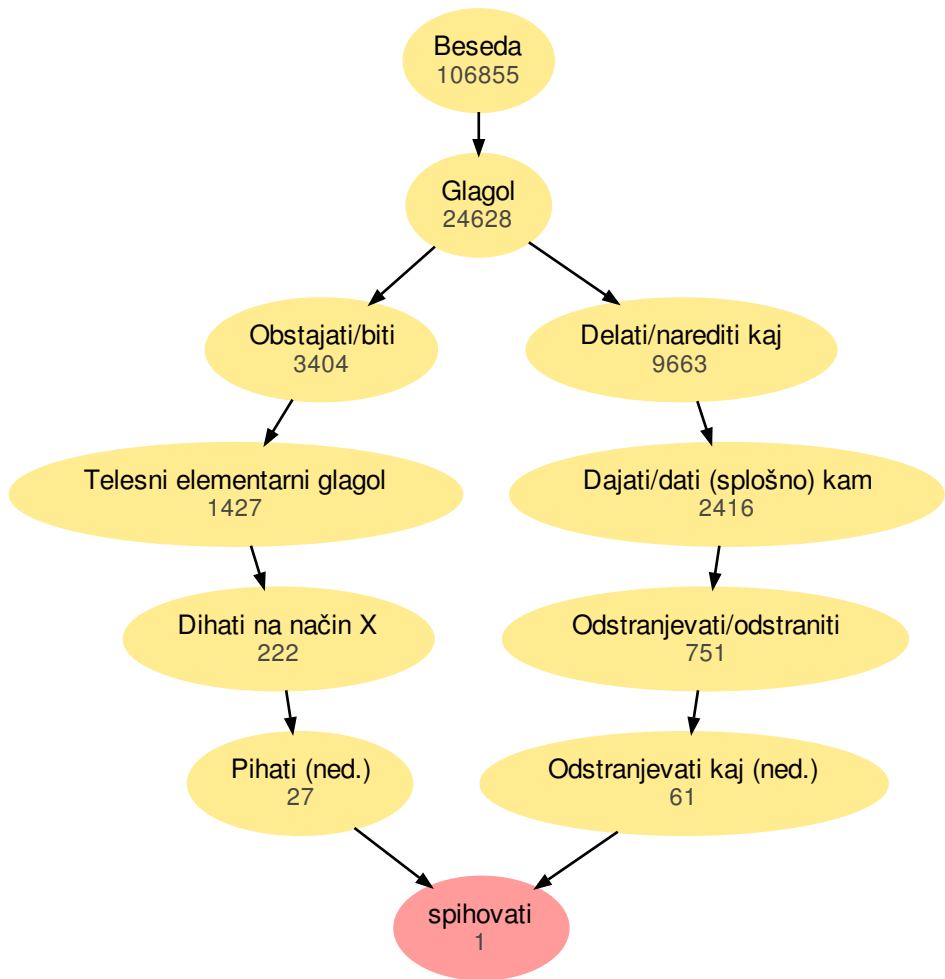 Beseda
106855
Glagol
24628
Obstajati/biti
3404
Delati/narediti kaj
9663
Telesni elementarni glagol
1427
Dajati/dati (splošno) kam
2416
Dihati na način X
222
Odstranjevati/odstraniti
751
Pihati (ned.)
27
Odstranjevati kaj (ned.)
61
spihovati
1